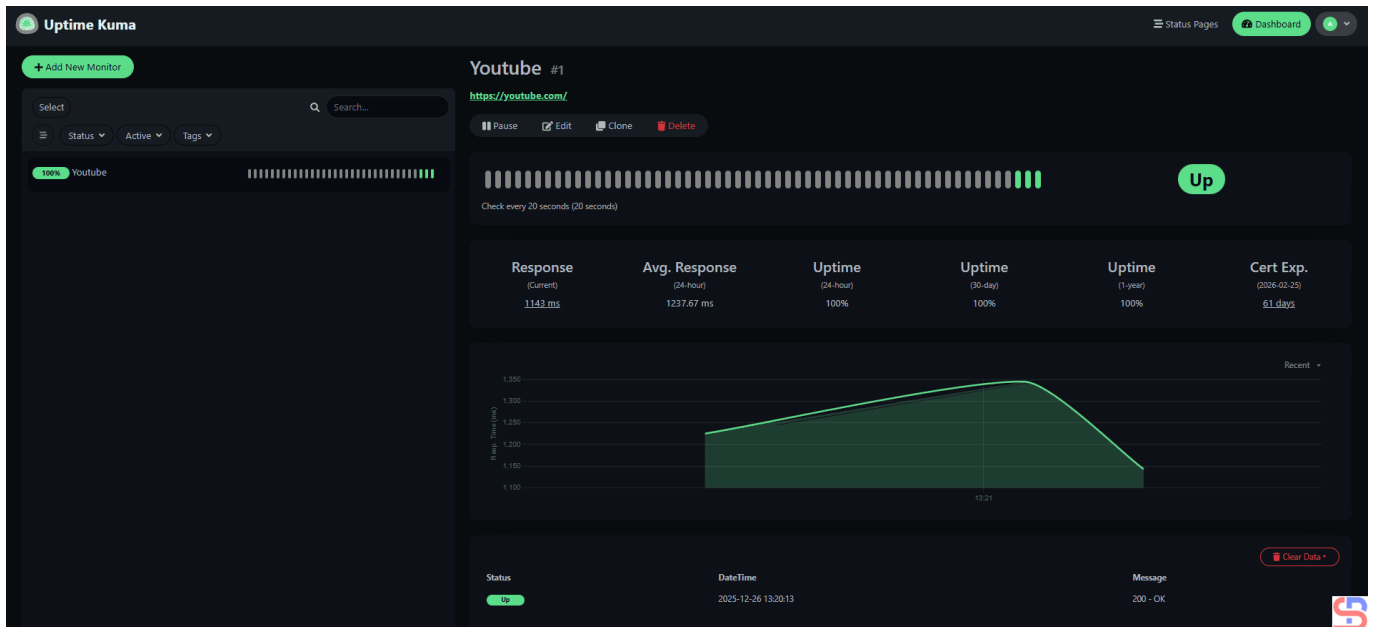 Uptime Kuma
Status Pages
Dashboard
A
Add New Monitor
Select
Search...
Status
Active
Tags
100% Youtube
Youtube #1
https://youtube.com/
Pause Edit Clone Delete
Up
Check every 20 seconds (20 seconds)
Response Avg. Response Uptime Uptime Uptime Cert Exp.
(Current) (24-hour) (24-hour) (30-day) (1-year) (2026-02-25)
1143 ms 1237.67 ms 100% 100% 100% 61 days
Recent
1,350
1,300
1,250
1,200
1,150
1,100
Resp. Time (ms)
13:21
Clear Data
Status DateTime Message
Up 2025-12-26 13:20:13 200 - OK